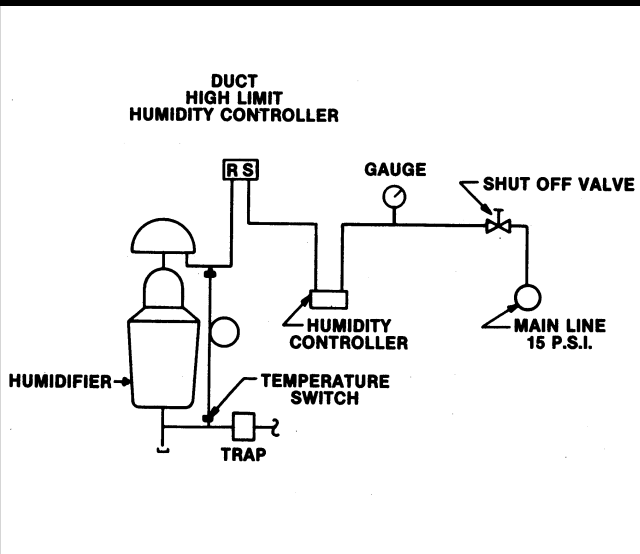 DUCT
HIGH LIMIT
HUMIDITY CONTROLLER
R S
GAUGE
SHUT OFF VALVE
HUMIDITY
CONTROLLER
MAIN LINE
15 P.S.I.
HUMIDIFIER
TEMPERATURE
SWITCH
TRAP